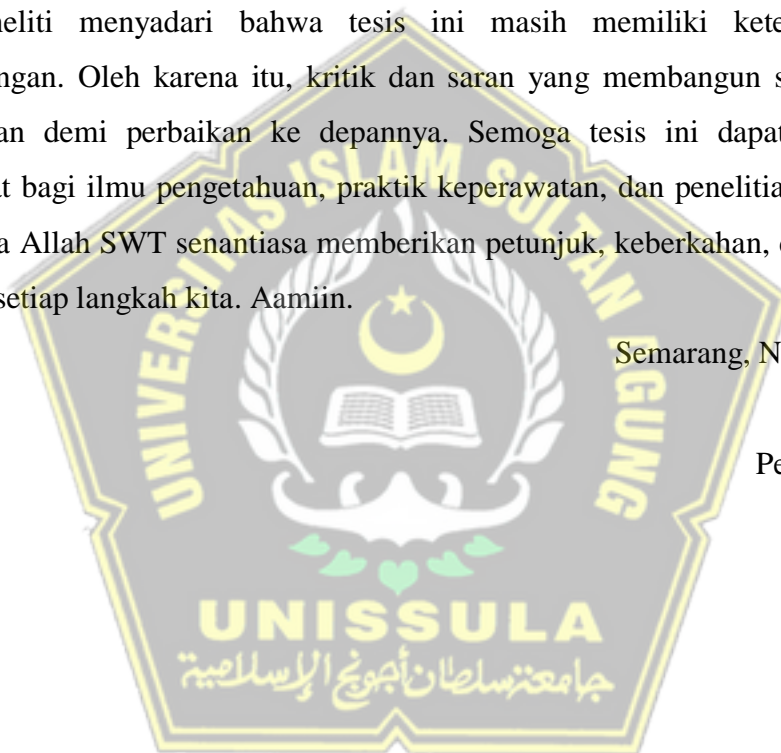 neliti menyadari bahwa tesis ini masih memiliki kete
ngan. Oleh karena itu, kritik dan saran yang membangun s
an demi perbaikan ke depannya. Semoga tesis ini dapat
at bagi ilmu pengetahuan, praktik keperawatan, dan penelitia
a Allah SWT senantiasa memberikan petunjuk, keberkahan,
setiap langkah kita. Aamiin.
Semarang, N
Pe
UNIVERSITAS ISLAM SULTAN AGUNG
UNISSULA
جامعة سلطان أجونج الإسلامية